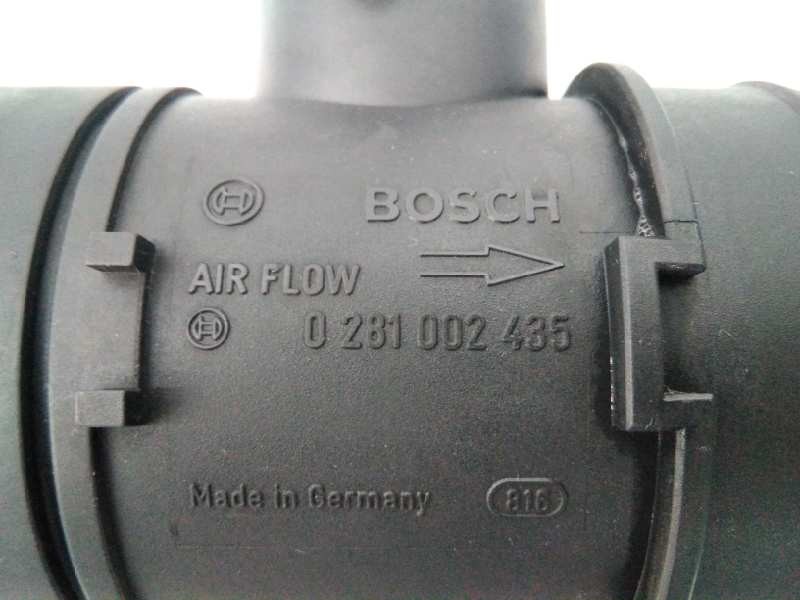 BOSCH
AIR FLOW
0 281 002 435
Made in Germany 816